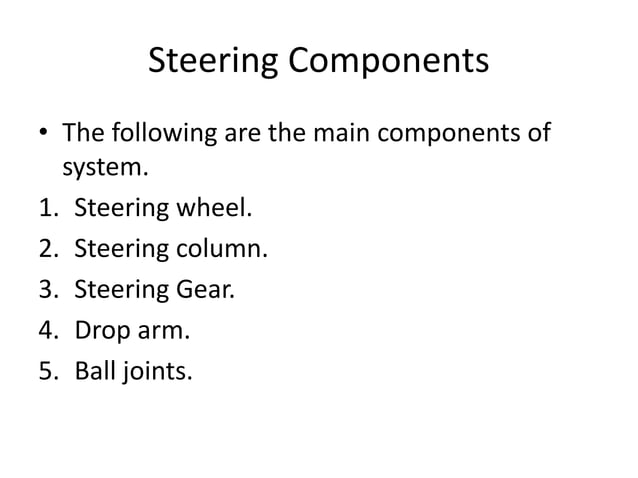 Steering Components
• The following are the main components of
system.
1. Steering wheel.
2. Steering column.
3. Steering Gear.
4. Drop arm.
5. Ball joints.